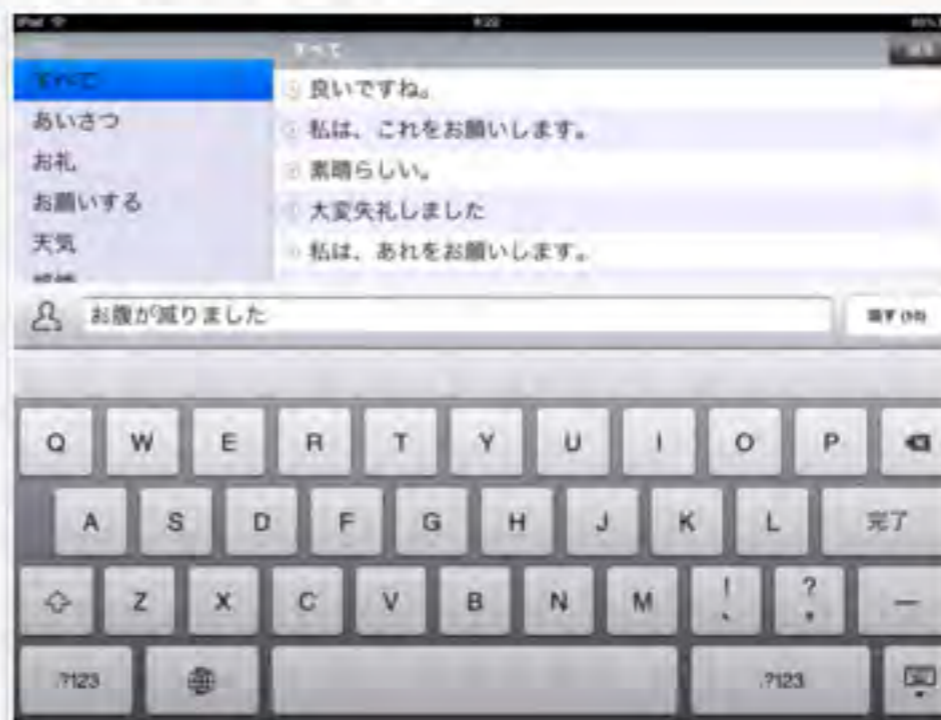 iPad
すべて
すべて
あいさつ
お礼
お願いする
天気
良いですね。
私は、これをお願いします。
素晴らしい。
大変失礼しました
私は、あれをお願いします。
お腹が減りました
Q W E R T Y U I O P
A S D F G H J K L 完了
Z X C V B N M ! 、 ? 。 ー
.?123 .?123